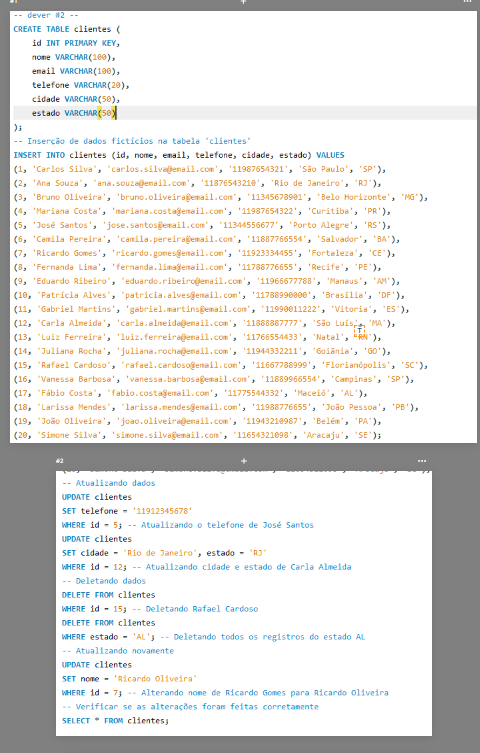 #1
-- dever #2 --
CREATE TABLE clientes (
id INT PRIMARY KEY,
nome VARCHAR(100),
email VARCHAR(100),
telefone VARCHAR(20),
cidade VARCHAR(50),
estado VARCHAR(50)
);
-- Inserção de dados fictícios na tabela 'clientes'
INSERT INTO clientes (id, nome, email, telefone, cidade, estado) VALUES
(1, 'Carlos Silva', 'carlos.silva@email.com', '11987654321', 'São Paulo', 'SP'),
(2, 'Ana Souza', 'ana.souza@email.com', '11876543210', 'Rio de Janeiro', 'RJ'),
(3, 'Bruno Oliveira', 'bruno.oliveira@email.com', '11345678901', 'Belo Horizonte', 'MG'),
(4, 'Mariana Costa', 'mariana.costa@email.com', '11987654322', 'Curitiba', 'PR'),
(5, 'José Santos', 'jose.santos@email.com', '11344556677', 'Porto Alegre', 'RS'),
(6, 'Camila Pereira', 'camila.pereira@email.com', '11887766554', 'Salvador', 'BA'),
(7, 'Ricardo Gomes', 'ricardo.gomes@email.com', '11923334455', 'Fortaleza', 'CE'),
(8, 'Fernanda Lima', 'fernanda.lima@email.com', '11788776655', 'Recife', 'PE'),
(9, 'Eduardo Ribeiro', 'eduardo.ribeiro@email.com', '11966677788', 'Manaus', 'AM'),
(10, 'Patrícia Alves', 'patricia.alves@email.com', '11788990000', 'Brasília', 'DF'),
(11, 'Gabriel Martins', 'gabriel.martins@email.com', '11990011222', 'Vitória', 'ES'),
(12, 'Carla Almeida', 'carla.almeida@email.com', '11888887777', 'São Luís', 'MA'),
(13, 'Luiz Ferreira', 'luiz.ferreira@email.com', '11766554433', 'Natal', 'RN'),
(14, 'Juliana Rocha', 'juliana.rocha@email.com', '11944332211', 'Goiânia', 'GO'),
(15, 'Rafael Cardoso', 'rafael.cardoso@email.com', '11667788999', 'Florianópolis', 'SC'),
(16, 'Vanessa Barbosa', 'vanessa.barbosa@email.com', '11889966554', 'Campinas', 'SP'),
(17, 'Fábio Costa', 'fabio.costa@email.com', '11775544332', 'Maceió', 'AL'),
(18, 'Larissa Mendes', 'larissa.mendes@email.com', '11988776655', 'João Pessoa', 'PB'),
(19, 'João Oliveira', 'joao.oliveira@email.com', '11943210987', 'Belém', 'PA'),
(20, 'Simone Silva', 'simone.silva@email.com', '11654321098', 'Aracaju', 'SE');
#2
-- Atualizando dados
UPDATE clientes
SET telefone = '11912345678'
WHERE id = 5; -- Atualizando o telefone de José Santos
UPDATE clientes
SET cidade = 'Rio de Janeiro', estado = 'RJ'
WHERE id = 12; -- Atualizando cidade e estado de Carla Almeida
-- Deletando dados
DELETE FROM clientes
WHERE id = 15; -- Deletando Rafael Cardoso
DELETE FROM clientes
WHERE estado = 'AL'; -- Deletando todos os registros do estado AL
-- Atualizando novamente
UPDATE clientes
SET nome = 'Ricardo Oliveira'
WHERE id = 7; -- Alterando nome de Ricardo Gomes para Ricardo Oliveira
-- Verificar se as alterações foram feitas corretamente
SELECT * FROM clientes;